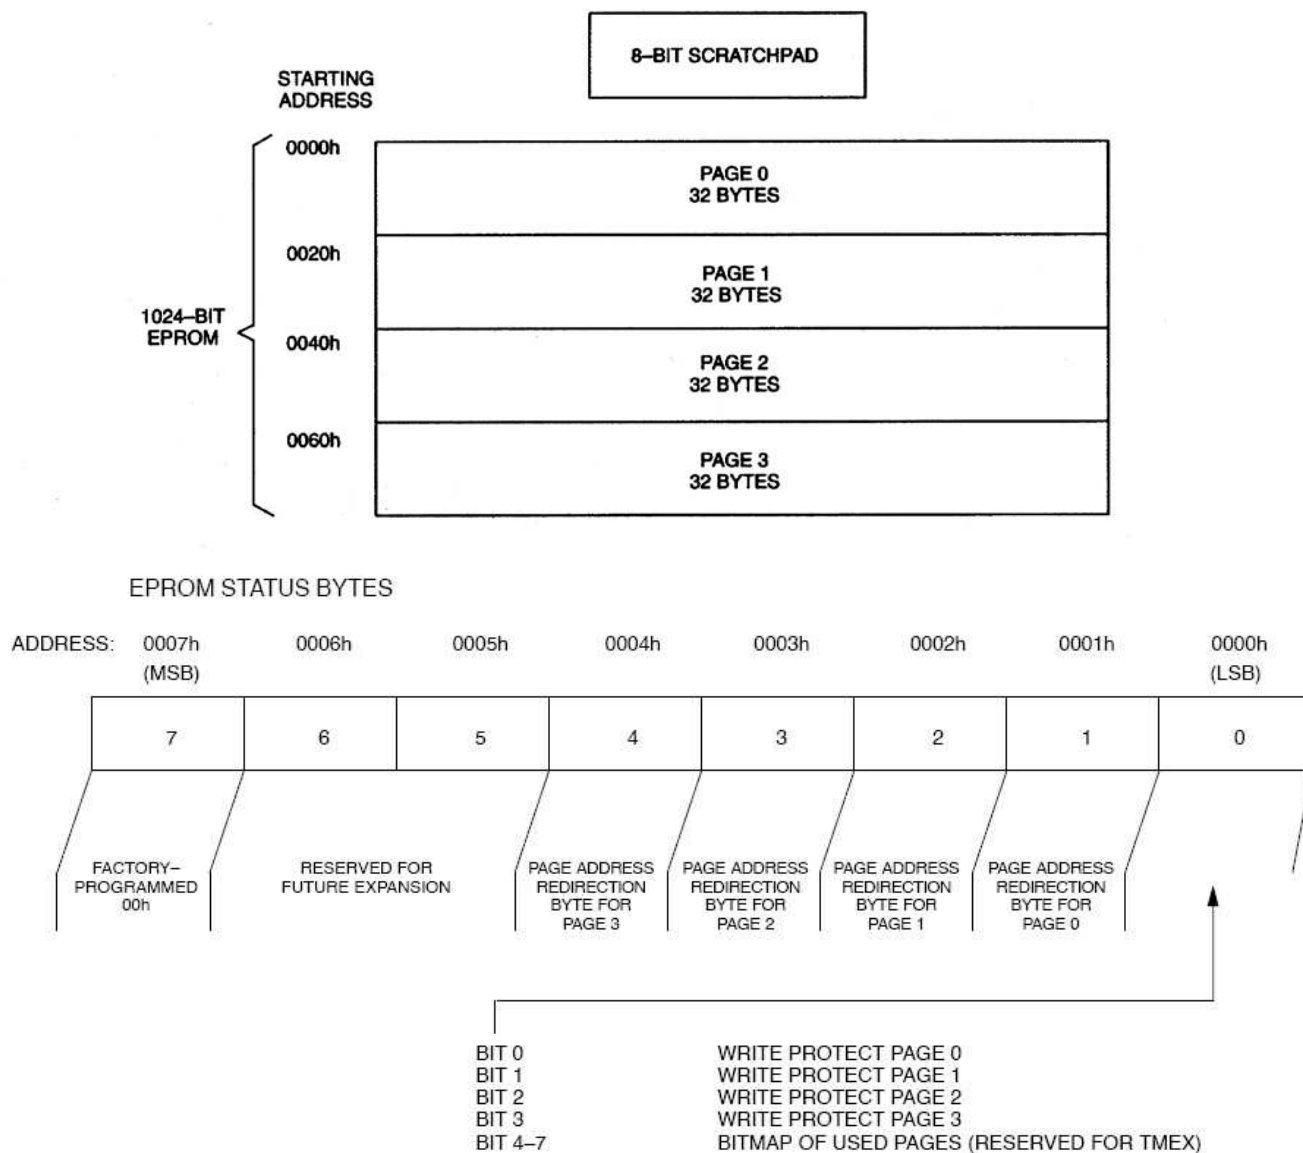 8–BIT SCRATCHPAD
STARTING
ADDRESS
0000h
PAGE 0
32 BYTES
0020h
PAGE 1
32 BYTES
1024–BIT
EPROM
0040h
PAGE 2
32 BYTES
0060h
PAGE 3
32 BYTES
EPROM STATUS BYTES
ADDRESS: 0007h 0006h 0005h 0004h 0003h 0002h 0001h 0000h
(MSB) (LSB)
7 6 5 4 3 2 1 0
FACTORY–
PROGRAMMED
00h
RESERVED FOR
FUTURE EXPANSION
PAGE ADDRESS
REDIRECTION
BYTE FOR
PAGE 3
PAGE ADDRESS
REDIRECTION
BYTE FOR
PAGE 2
PAGE ADDRESS
REDIRECTION
BYTE FOR
PAGE 1
PAGE ADDRESS
REDIRECTION
BYTE FOR
PAGE 0
BIT 0 WRITE PROTECT PAGE 0
BIT 1 WRITE PROTECT PAGE 1
BIT 2 WRITE PROTECT PAGE 2
BIT 3 WRITE PROTECT PAGE 3
BIT 4–7 BITMAP OF USED PAGES (RESERVED FOR TMEX)